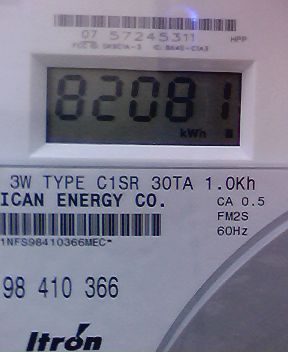 07 57245311 HPP
82081
kWh
3W TYPE C1SR 30TA 1.0Kh
ICAN ENERGY CO. CA 0.5
FM2S
1NFS98410366MEC* 60Hz
98 410 366
Itron